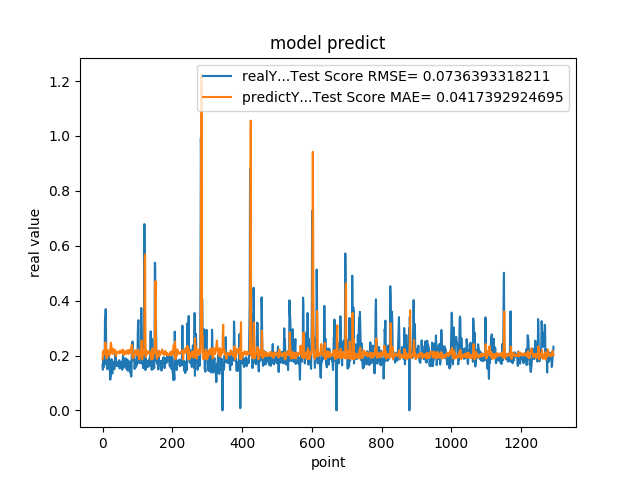 model predict
realY...Test Score RMSE= 0.0736393318211
predictY...Test Score MAE= 0.0417392924695
real value
1.2
1.0
0.8
0.6
0.4
0.2
0.0
0 200 400 600 800 1000 1200
point